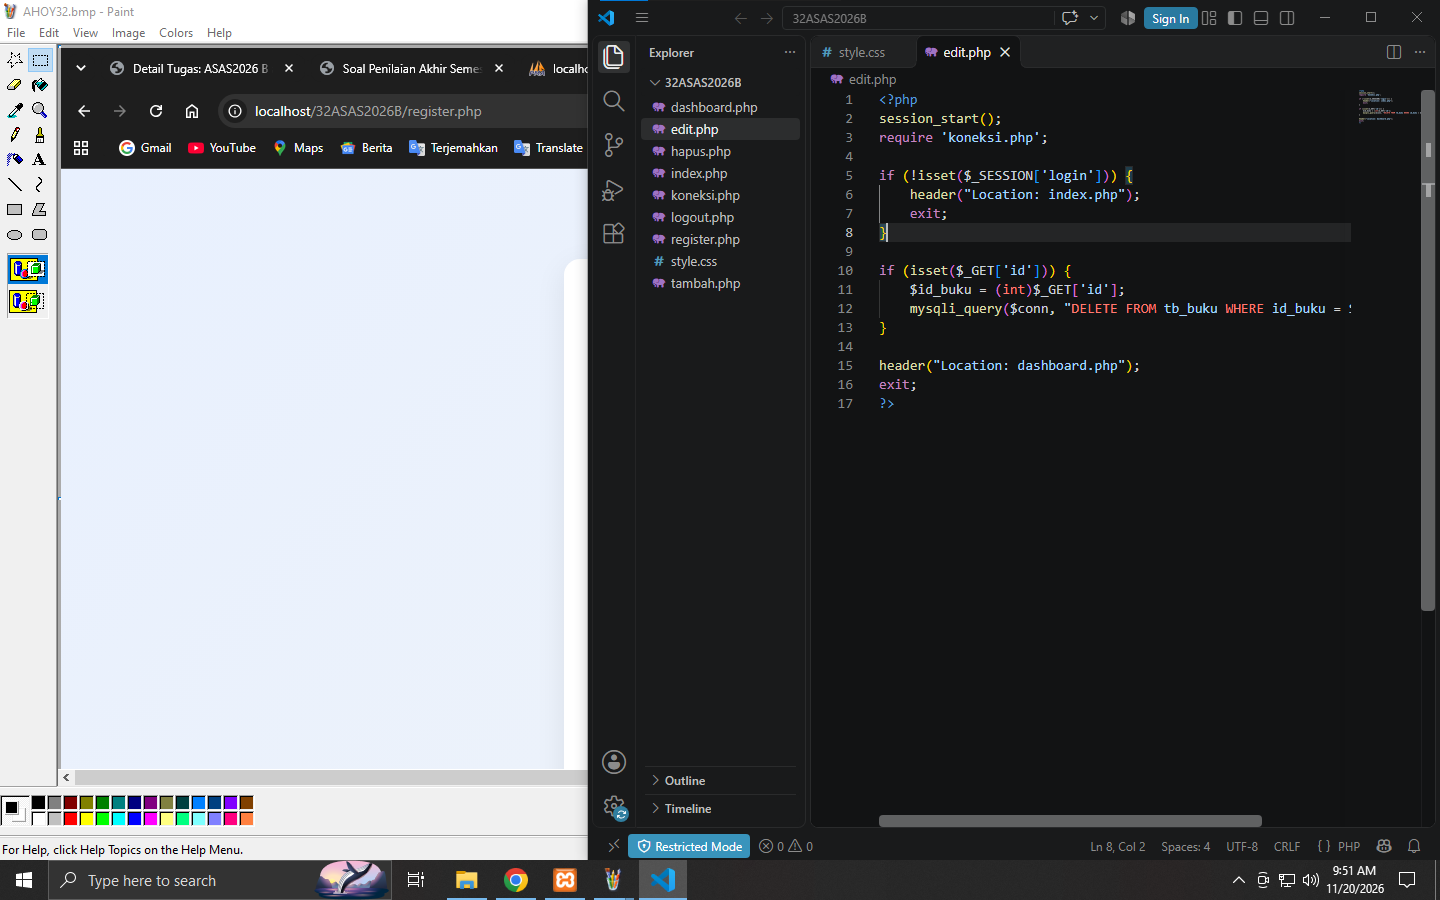 AHOY32.bmp - Paint
File Edit View Image Colors Help
Detail Tugas: ASAS2026 B
Soal Penilaian Akhir Seme
localho
localhost/32ASAS2026B/register.php
Gmail YouTube Maps Berita Terjemahkan Translate
For Help, click Help Topics on the Help Menu.
32ASAS2026B
Sign In
Explorer
32ASAS2026B
dashboard.php
edit.php
hapus.php
index.php
koneksi.php
logout.php
register.php
# style.css
tambah.php
Outline
Timeline
# style.css
edit.php
edit.php
1 <?php
2 session_start();
3 require 'koneksi.php';
4
5 if (!isset($_SESSION['login'])) {
6 header("Location: index.php");
7 exit;
8 }
9
10 if (isset($_GET['id'])) {
11 $id_buku = (int)$_GET['id'];
12 mysqli_query($conn, "DELETE FROM tb_buku WHERE id_buku = $
13 }
14
15 header("Location: dashboard.php");
16 exit;
17 ?>
Restricted Mode 0 0
Ln 8, Col 2 Spaces: 4 UTF-8 CRLF { } PHP
Type here to search
9:51 AM
11/20/2026